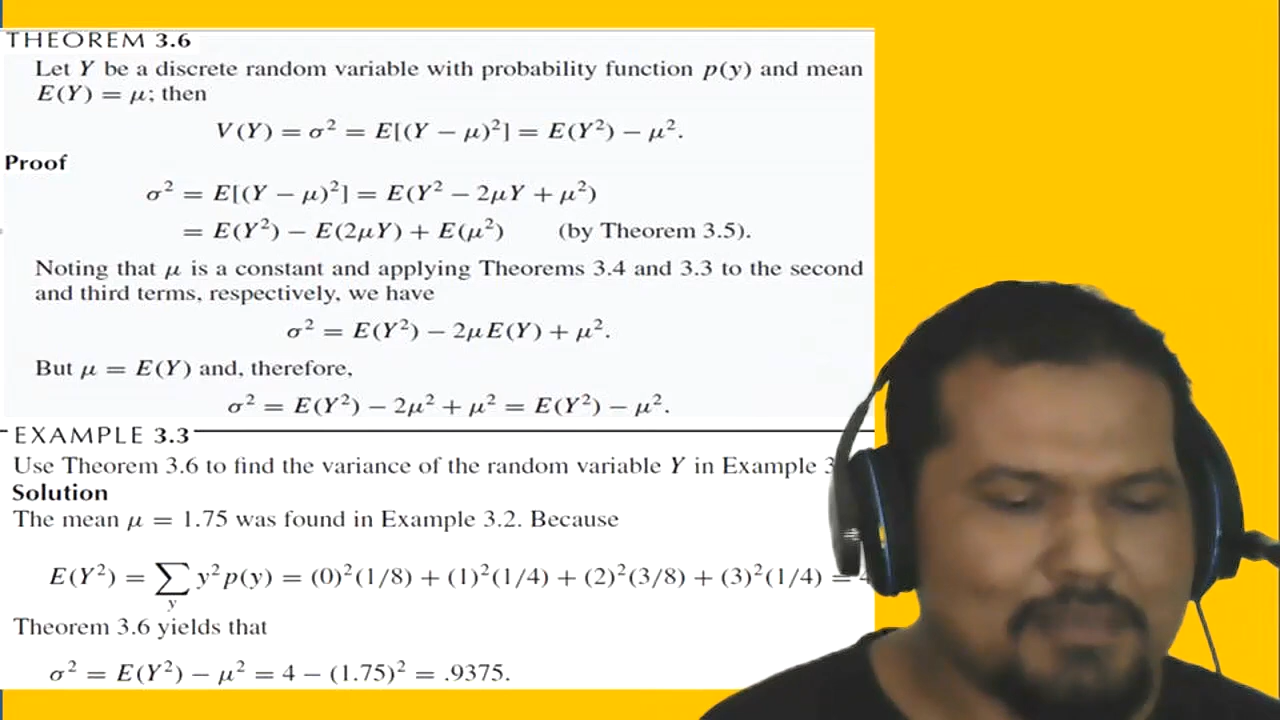 THEOREM 3.6
Let Y be a discrete random variable with probability function p(y) and mean
E(Y) = μ; then
V(Y) = σ² = E[(Y − μ)²] = E(Y²) − μ².
Proof
σ² = E[(Y − μ)²] = E(Y² − 2μY + μ²)
= E(Y²) − E(2μY) + E(μ²) (by Theorem 3.5).
Noting that μ is a constant and applying Theorems 3.4 and 3.3 to the second
and third terms, respectively, we have
σ² = E(Y²) − 2μE(Y) + μ².
But μ = E(Y) and, therefore,
σ² = E(Y²) − 2μ² + μ² = E(Y²) − μ².
EXAMPLE 3.3
Use Theorem 3.6 to find the variance of the random variable Y in Example
Solution
The mean μ = 1.75 was found in Example 3.2. Because
E(Y²) = ∑ y²p(y) = (0)²(1/8) + (1)²(1/4) + (2)²(3/8) + (3)²(1/4) =
y
Theorem 3.6 yields that
σ² = E(Y²) − μ² = 4 − (1.75)² = .9375.